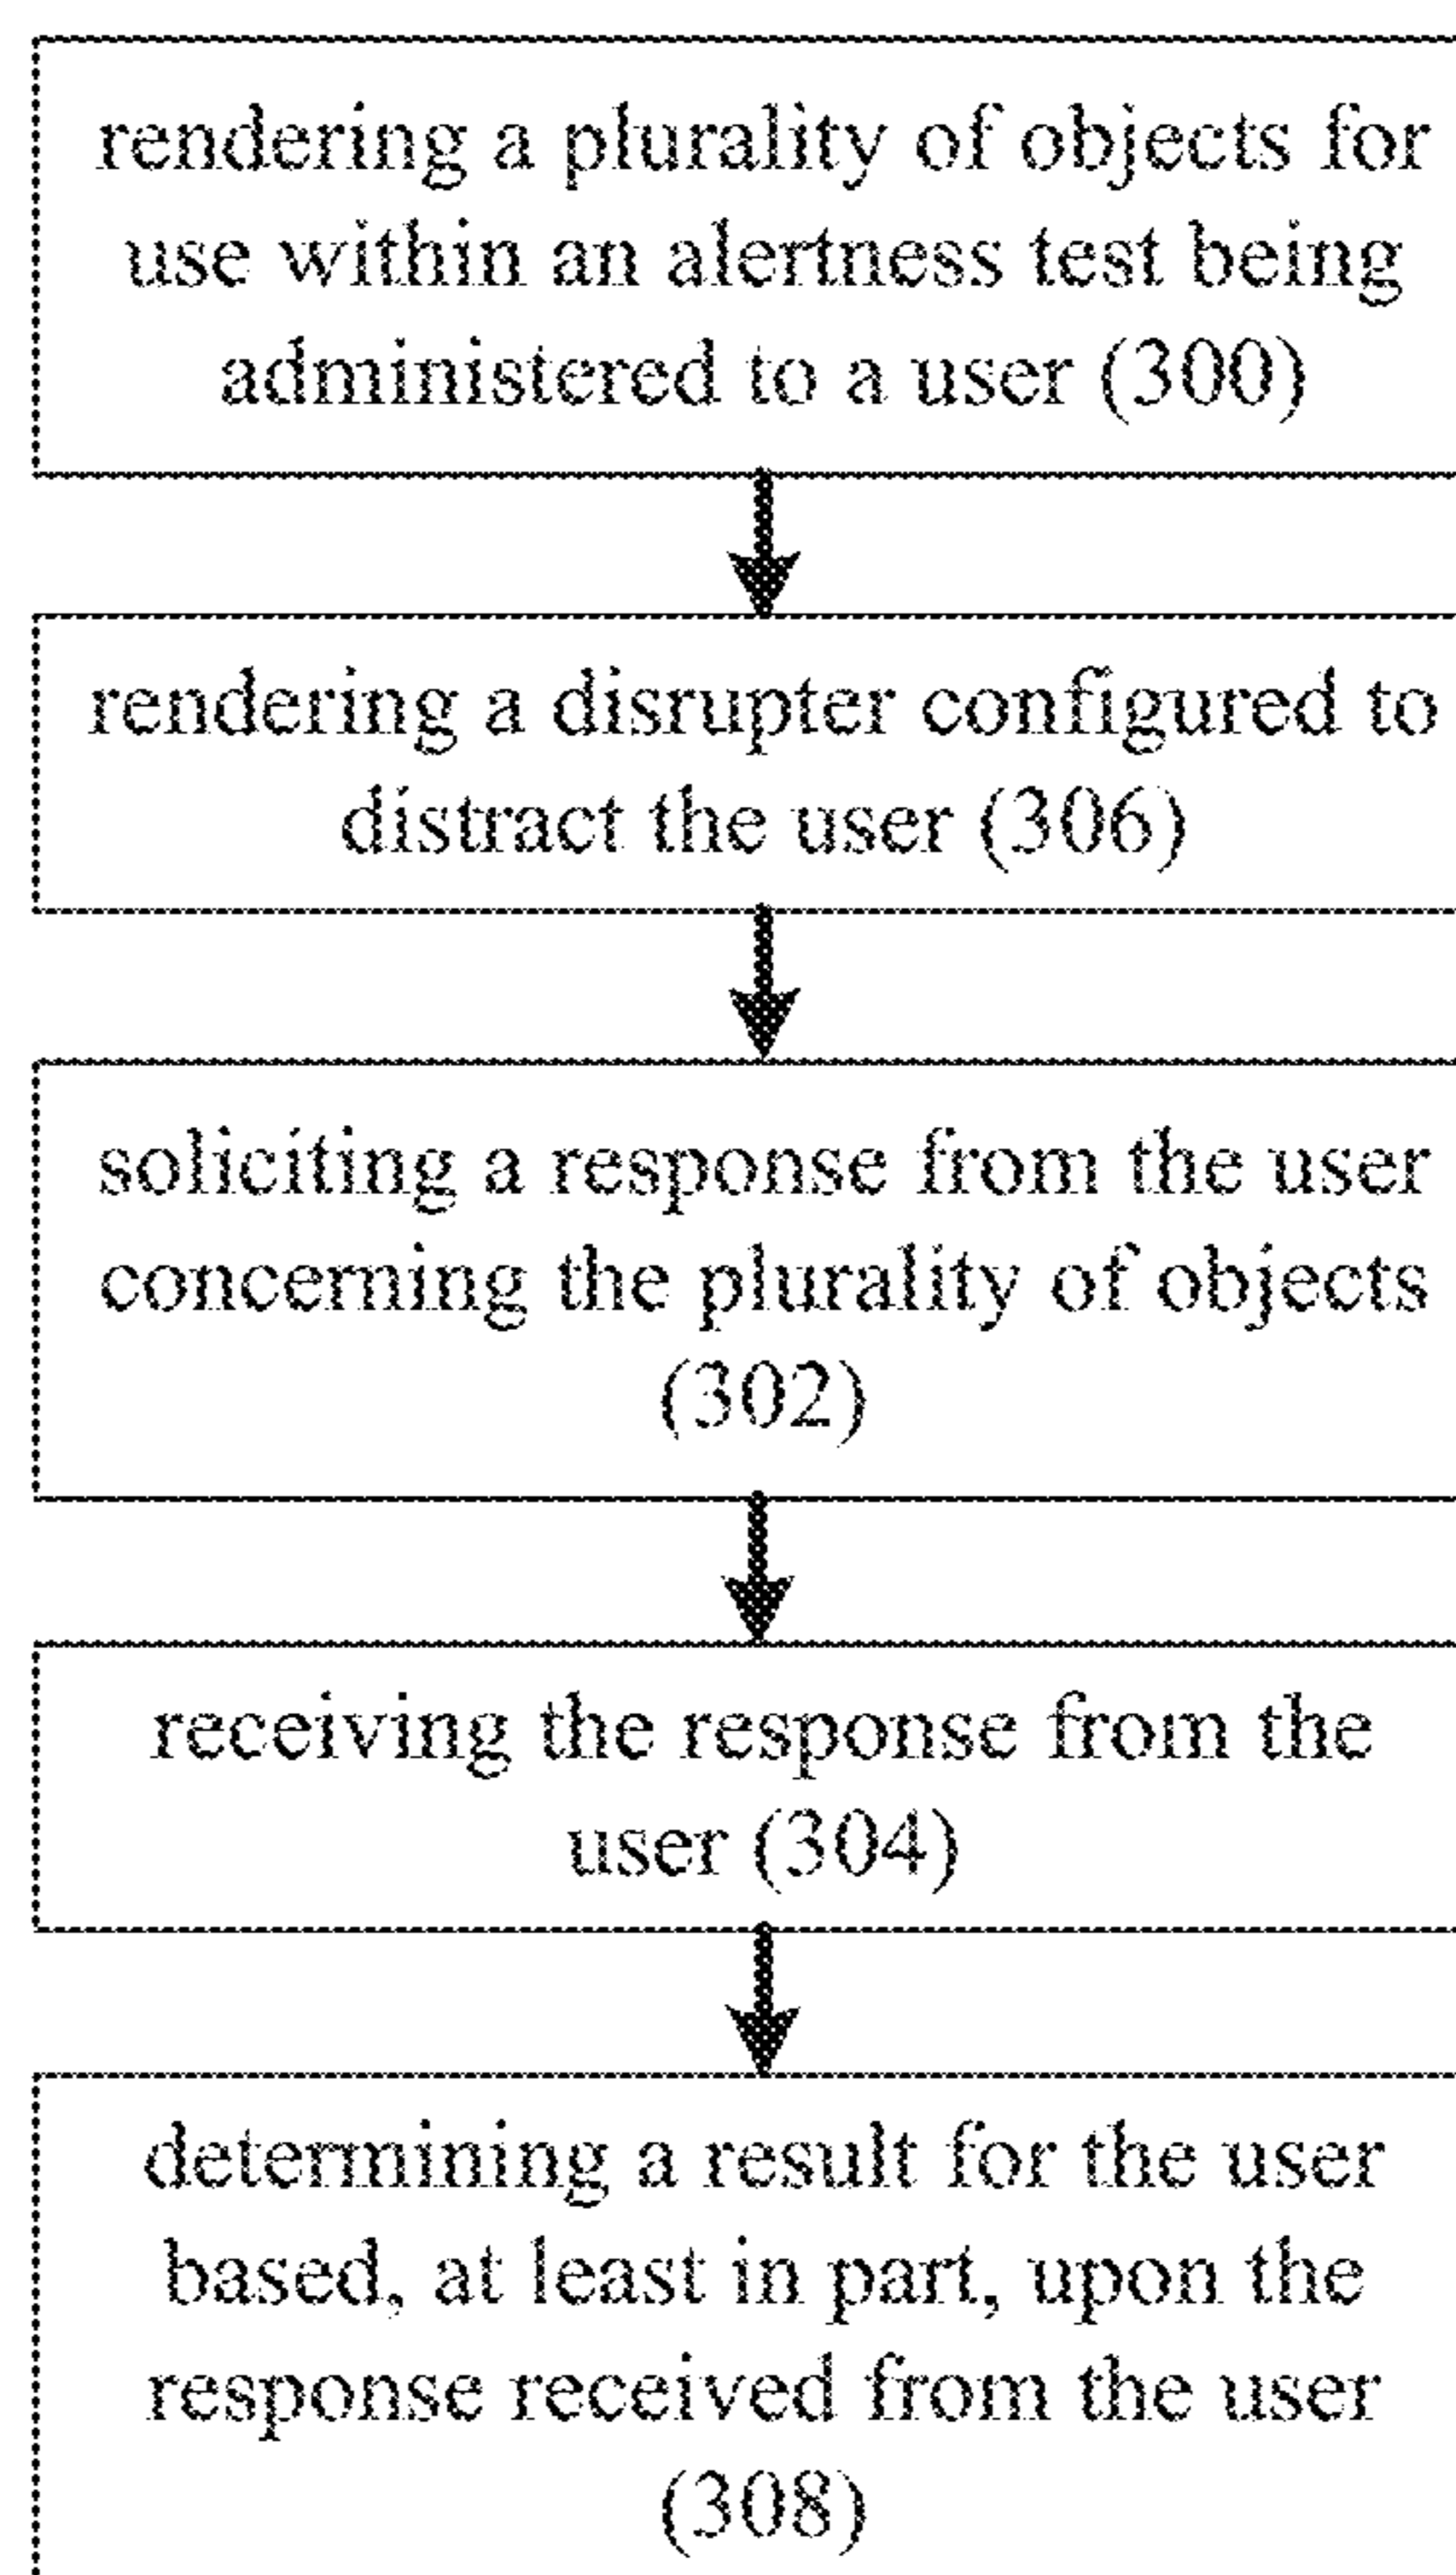 rendering a plurality of objects for
use within an alertness test being
administered to a user (300)
rendering a disrupter configured to
distract the user (306)
soliciting a response from the user
concerning the plurality of objects
(302)
receiving the response from the
user (304)
determining a result for the user
based, at least in part, upon the
response received from the user
(308)